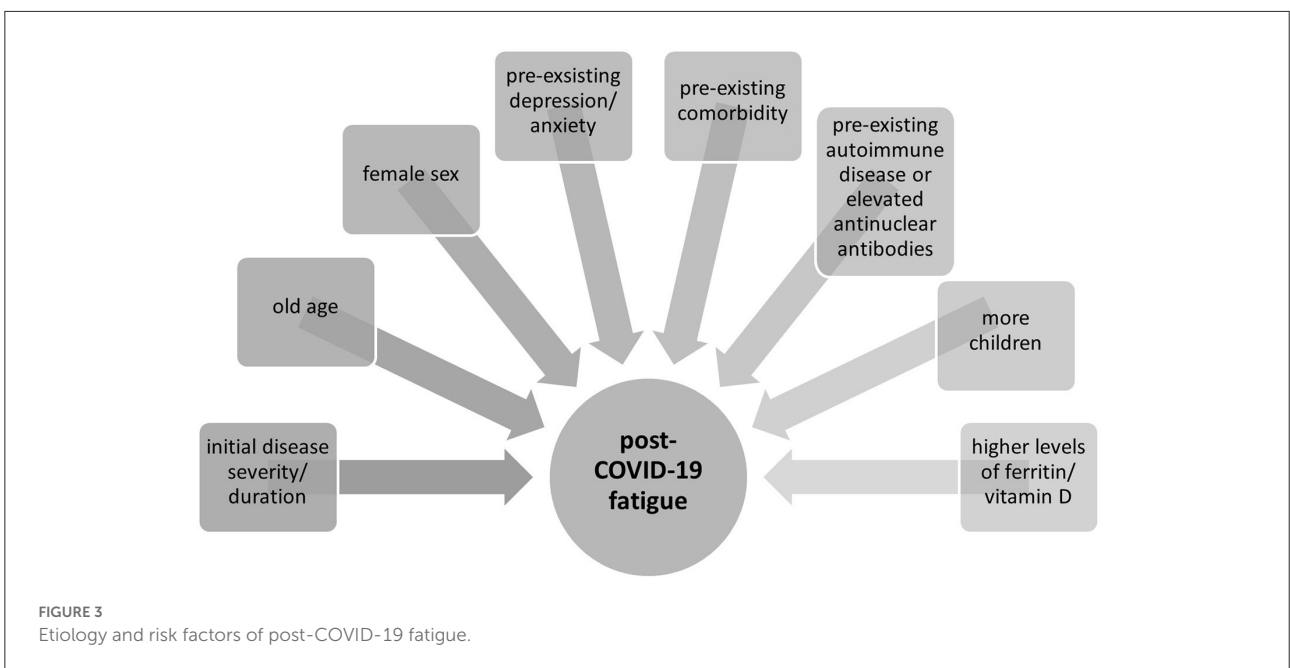 pre-exsisting
depression/
anxiety
pre-existing
comorbidity
pre-existing
autoimmune
disease or
elevated
antinuclear
antibodies
female sex
old age
more
children
initial disease
severity/
duration
post-
COVID-19
fatigue
higher levels
of ferritin/
vitamin D
FIGURE 3
Etiology and risk factors of post-COVID-19 fatigue.